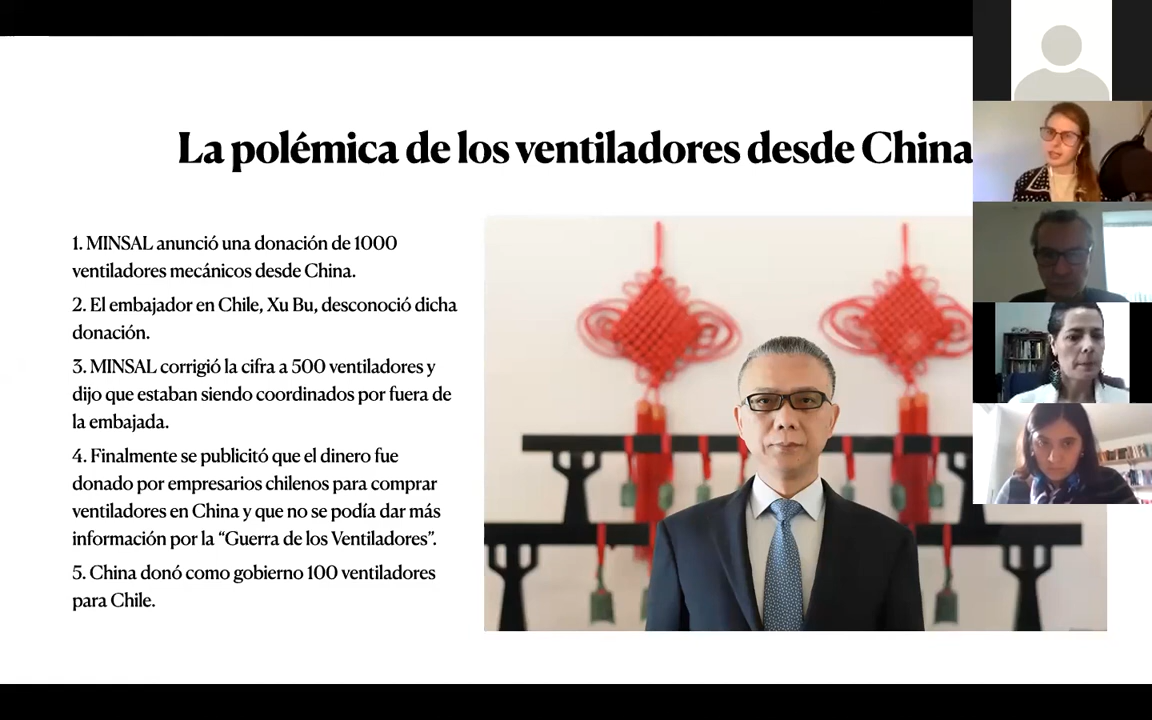 La polémica de los ventiladores desde China
1. MINSAL anunció una donación de 1000
ventiladores mecánicos desde China.
2. El embajador en Chile, Xu Bu, desconoció dicha
donación.
3. MINSAL corrigió la cifra a 500 ventiladores y
dijo que estaban siendo coordinados por fuera de
la embajada.
4. Finalmente se publicitó que el dinero fue
donado por empresarios chilenos para comprar
ventiladores en China y que no se podía dar más
información por la “Guerra de los Ventiladores”.
5. China donó como gobierno 100 ventiladores
para Chile.